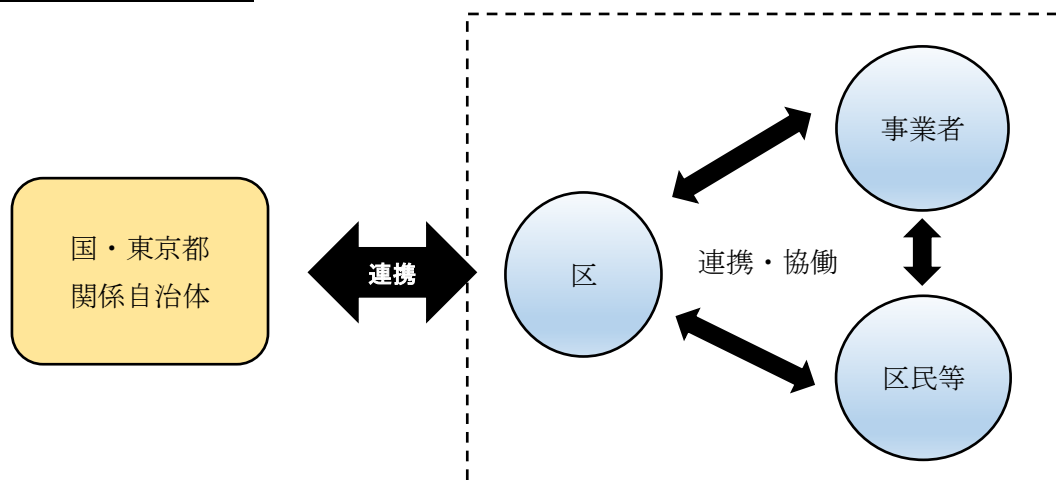 国・東京都
関係自治体
連携
区
連携・協働
事業者
区民等